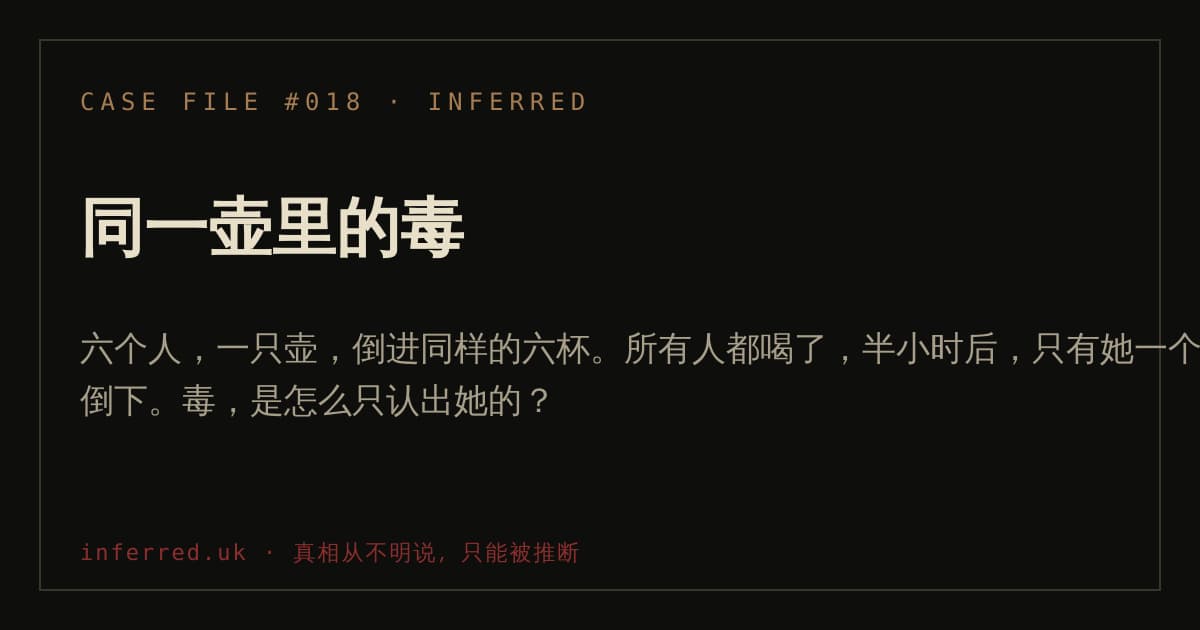 CASE FILE #018 · INFERRED
同一壶里的毒
六个人，一只壶，倒进同样的六杯。所有人都喝了，半小时后，只有她一个
倒下。毒，是怎么只认出她的？
inferred.uk · 真相从不明说，只能被推断